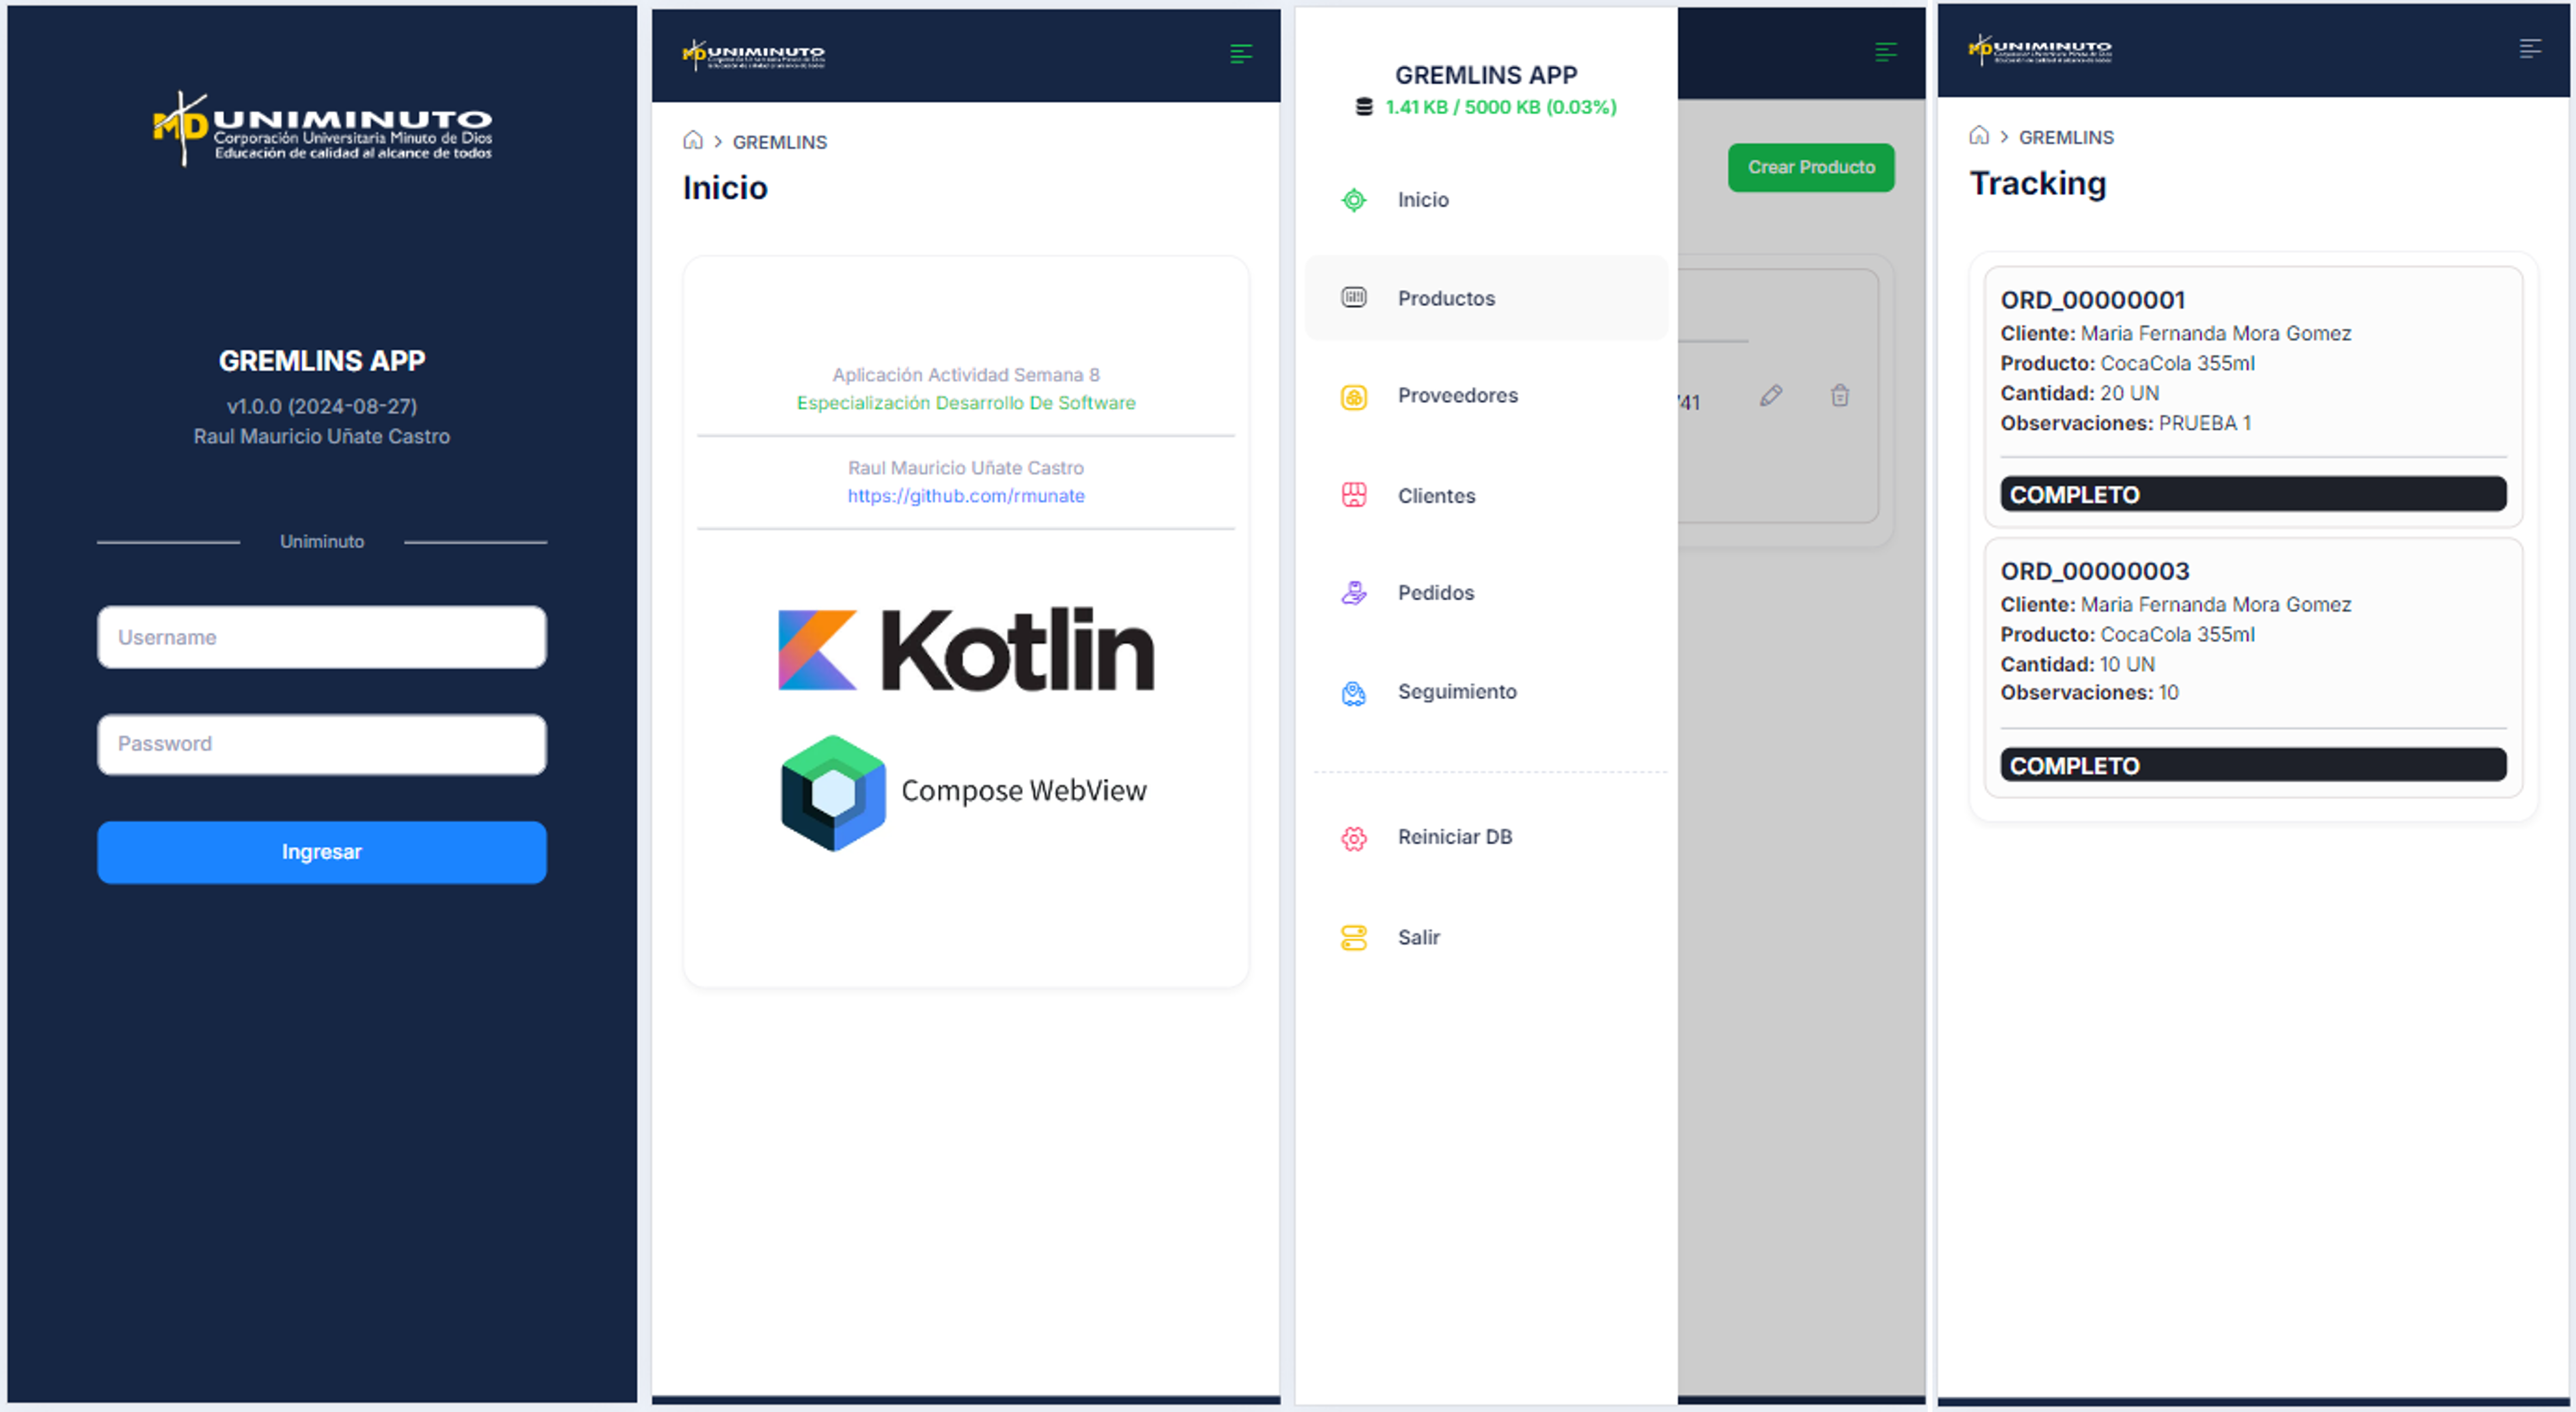 MD UNIMINUTO
Corporación Universitaria Minuto de Dios
Educación de calidad al alcance de todos
GREMLINS APP
v1.0.0 (2024-08-27)
Raul Mauricio Uñate Castro
Uniminuto
Username
Password
Ingresar
MD UNIMINUTO
GREMLINS
Inicio
Aplicación Actividad Semana 8
Especialización Desarrollo De Software
Raul Mauricio Uñate Castro
https://github.com/rmunate
Kotlin
Compose WebView
GREMLINS APP
1.41 KB / 5000 KB (0.03%)
Inicio
Productos
Proveedores
Clientes
Pedidos
Seguimiento
Reiniciar DB
Salir
Crear Producto
41
MD UNIMINUTO
GREMLINS
Tracking
ORD_00000001
Cliente: Maria Fernanda Mora Gomez
Producto: CocaCola 355ml
Cantidad: 20 UN
Observaciones: PRUEBA 1
COMPLETO
ORD_00000003
Cliente: Maria Fernanda Mora Gomez
Producto: CocaCola 355ml
Cantidad: 10 UN
Observaciones: 10
COMPLETO